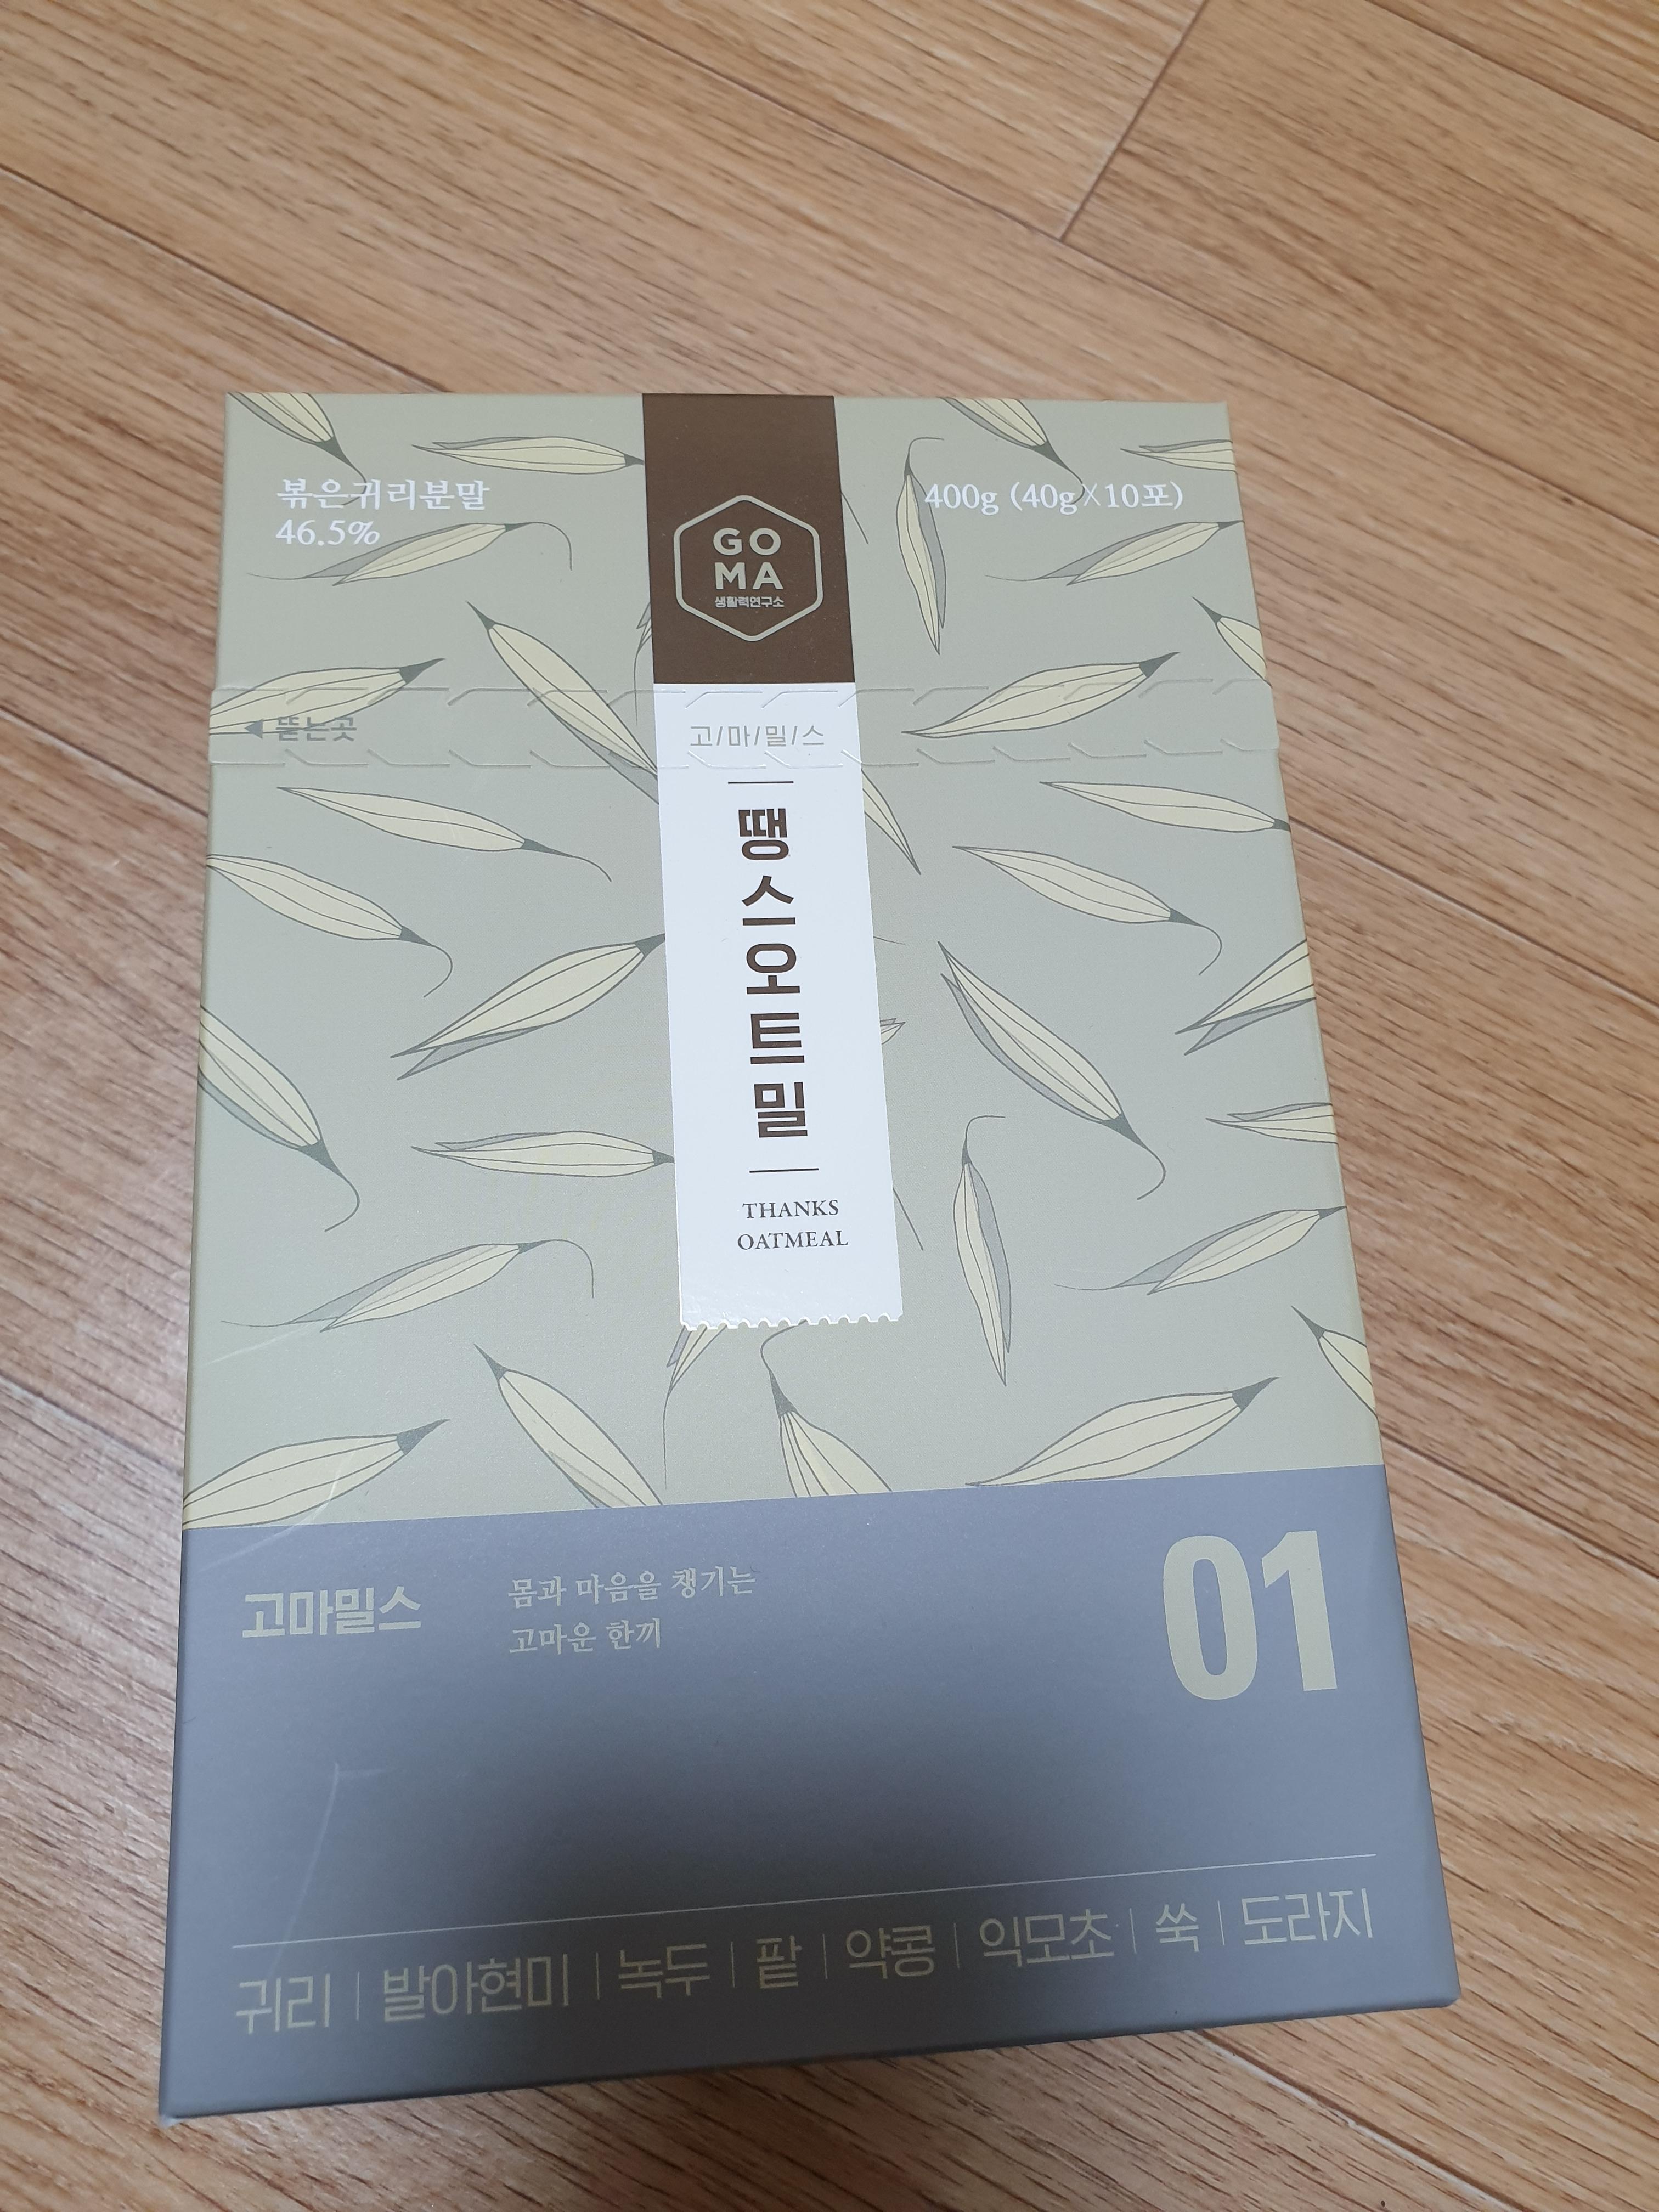 볶은귀리분말
46.5%
400g (40g×10포)
GO
MA
생활력연구소
뜯는곳
고/마/밀/스
땡스오트밀
THANKS
OATMEAL
고마밀스
몸과 마음을 챙기는
고마운 한끼
01
귀리 | 발아현미 | 녹두 | 팥 | 약콩 | 익모초 | 쑥 | 도라지